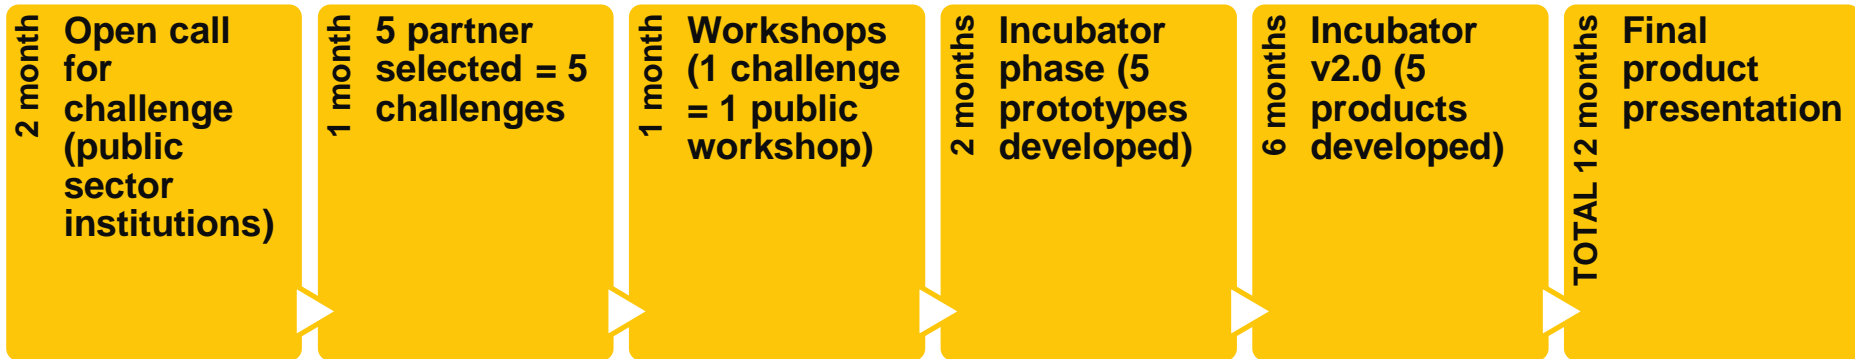 2 month
Open call
for
challenge
(public
sector
institutions)
1 month
5 partner
selected = 5
challenges
1 month
Workshops
(1 challenge
= 1 public
workshop)
2 months
Incubator
phase (5
prototypes
developed)
6 months
Incubator
v2.0 (5
products
developed)
TOTAL 12 months
Final
product
presentation